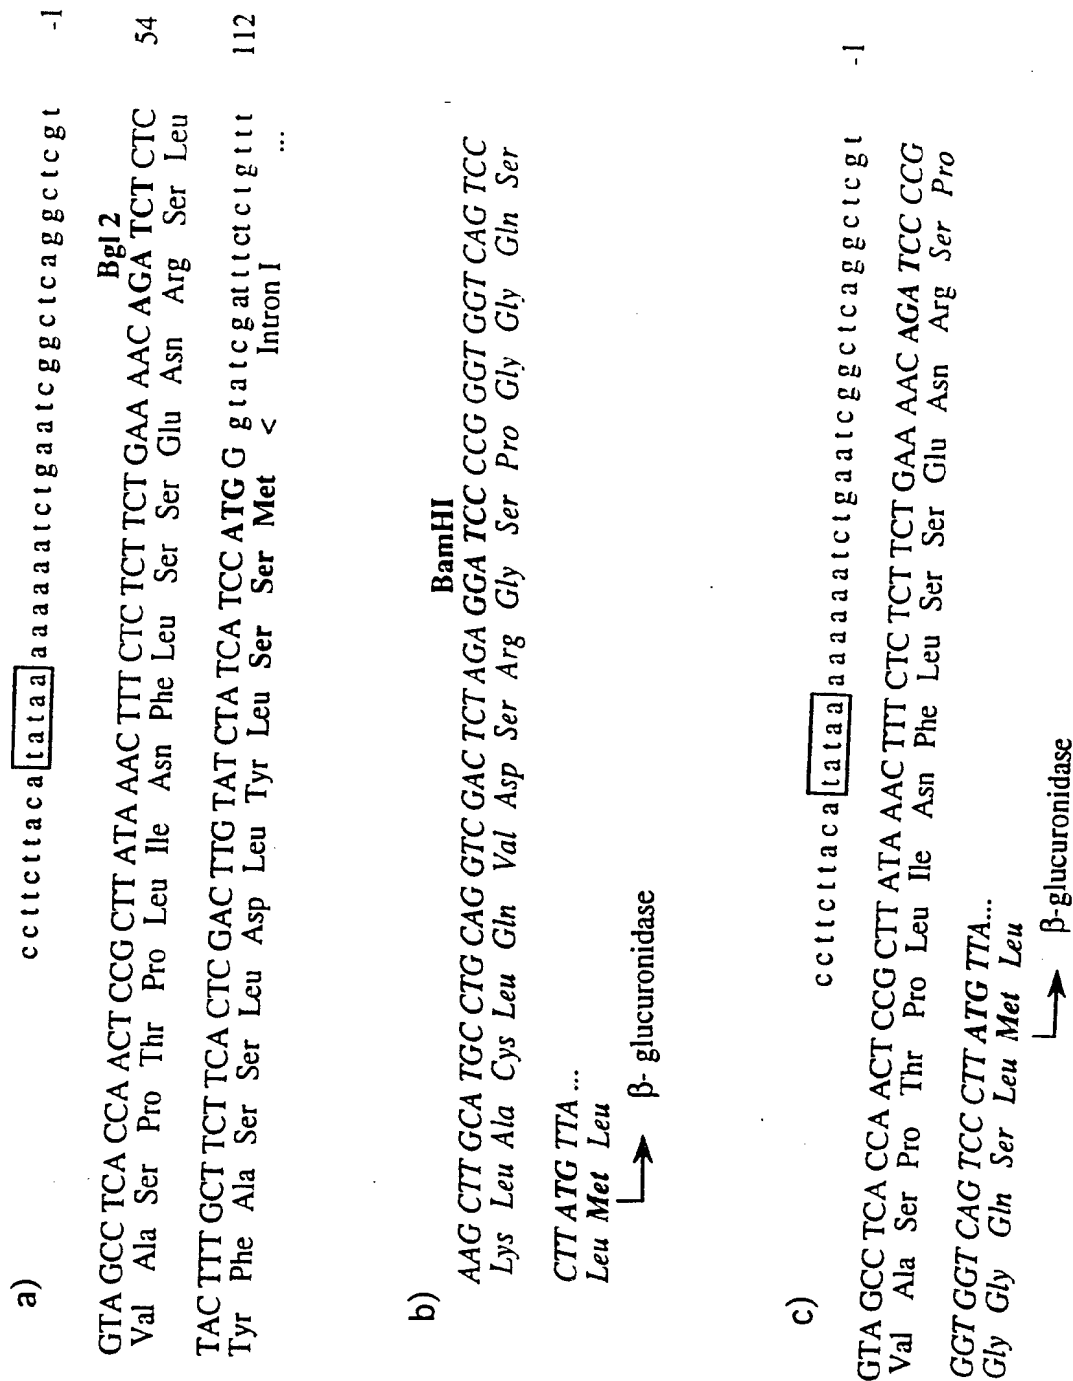 a)
ccttcttaca tataa aaaaaatctgaatcggctcaggctcgt -1
Bgl 2
GTA GCC TCA CCA ACT CCG CTT ATA AAC TTT CTC TCT TCT GAA AAC AGA TCT CTC 54
Val Ala Ser Pro Thr Pro Leu Ile Asn Phe Leu Ser Ser Glu Asn Arg Ser Leu
TAC TTT GCT TCT TCA CTC GAC TTG TAT CTA TCA TCC ATG G gtatcgattctctgttt 112
Tyr Phe Ala Ser Ser Leu Asp Leu Tyr Leu Ser Ser Met < Intron I ...
b)
BamHI
AAG CTT GCA TGC CTG CAG GTC GAC TCT AGA GGA TCC CCG GGT GGT CAG TCC
Lys Leu Ala Cys Leu Gln Val Asp Ser Arg Gly Ser Pro Gly Gly Gln Ser
CTT ATG TTA ...
Leu Met Leu
β- glucuronidase
c)
ccttcttaca tataa aaaaaatctgaatcggctcaggctcgt -1
GTA GCC TCA CCA ACT CCG CTT ATA AAC TTT CTC TCT TCT GAA AAC AGA TCC CCG
Val Ala Ser Pro Thr Pro Leu Ile Asn Phe Leu Ser Ser Glu Asn Arg Ser Pro
GGT GGT CAG TCC CTT ATG TTA...
Gly Gly Gln Ser Leu Met Leu
β-glucuronidase